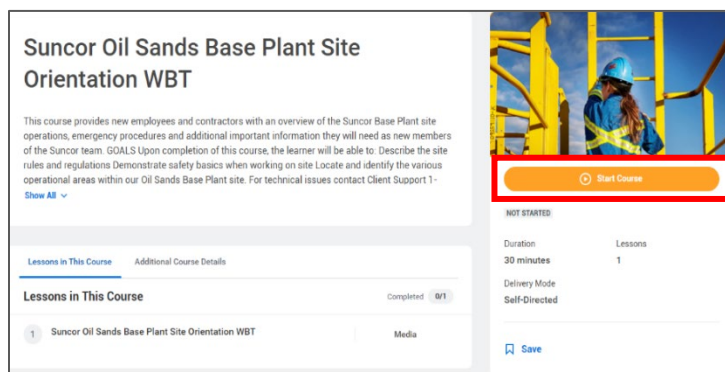 Suncor Oil Sands Base Plant Site
Orientation WBT
This course provides new employees and contractors with an overview of the Suncor Base Plant site
operations, emergency procedures and additional important information they will need as new members
of the Suncor team. GOALS Upon completion of this course, the learner will be able to: Describe the site
rules and regulations Demonstrate safety basics when working on site Locate and identify the various
operational areas within our Oil Sands Base Plant site. For technical issues contact Client Support 1-
Show All
Lessons in This Course
Additional Course Details
Lessons in This Course
Completed 0/1
1 Suncor Oil Sands Base Plant Site Orientation WBT Media
Start Course
NOT STARTED
Duration Lessons
30 minutes 1
Delivery Mode
Self-Directed
Save